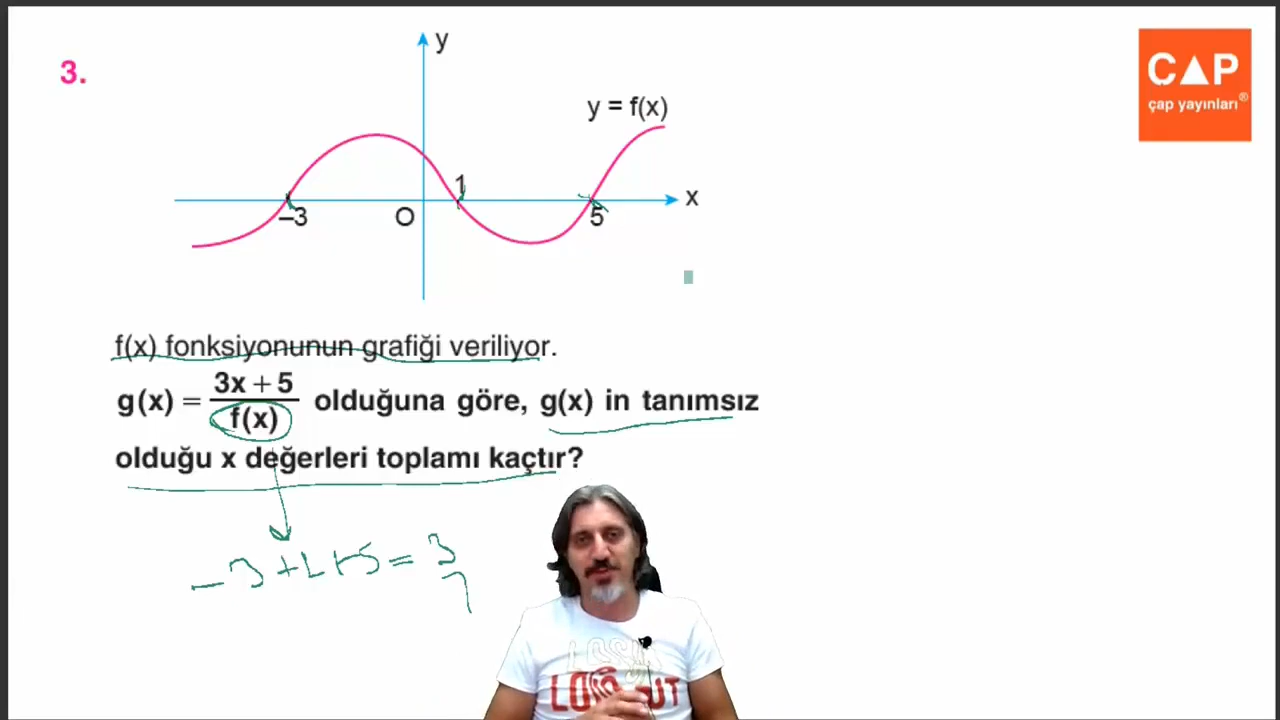 3.
y
ÇAP
çap yayınları®
y = f(x)
1
x
–3
O
5
f(x) fonksiyonunun grafiği veriliyor.
g(x) = 3x + 5 / f(x) olduğuna göre, g(x) in tanımsız
olduğu x değerleri toplamı kaçtır?
-3+1+5=3